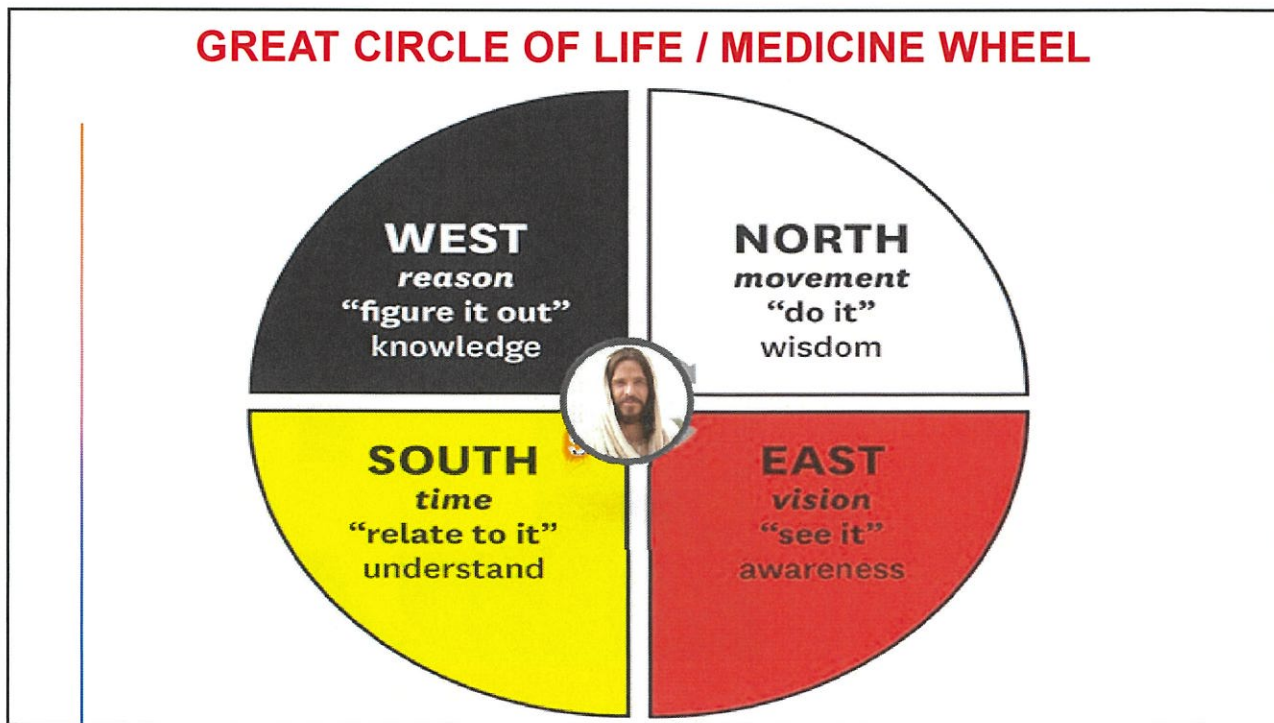 GREAT CIRCLE OF LIFE / MEDICINE WHEEL
WEST
reason
“figure it out”
knowledge
NORTH
movement
“do it”
wisdom
SOUTH
time
“relate to it”
understand
EAST
vision
“see it”
awareness